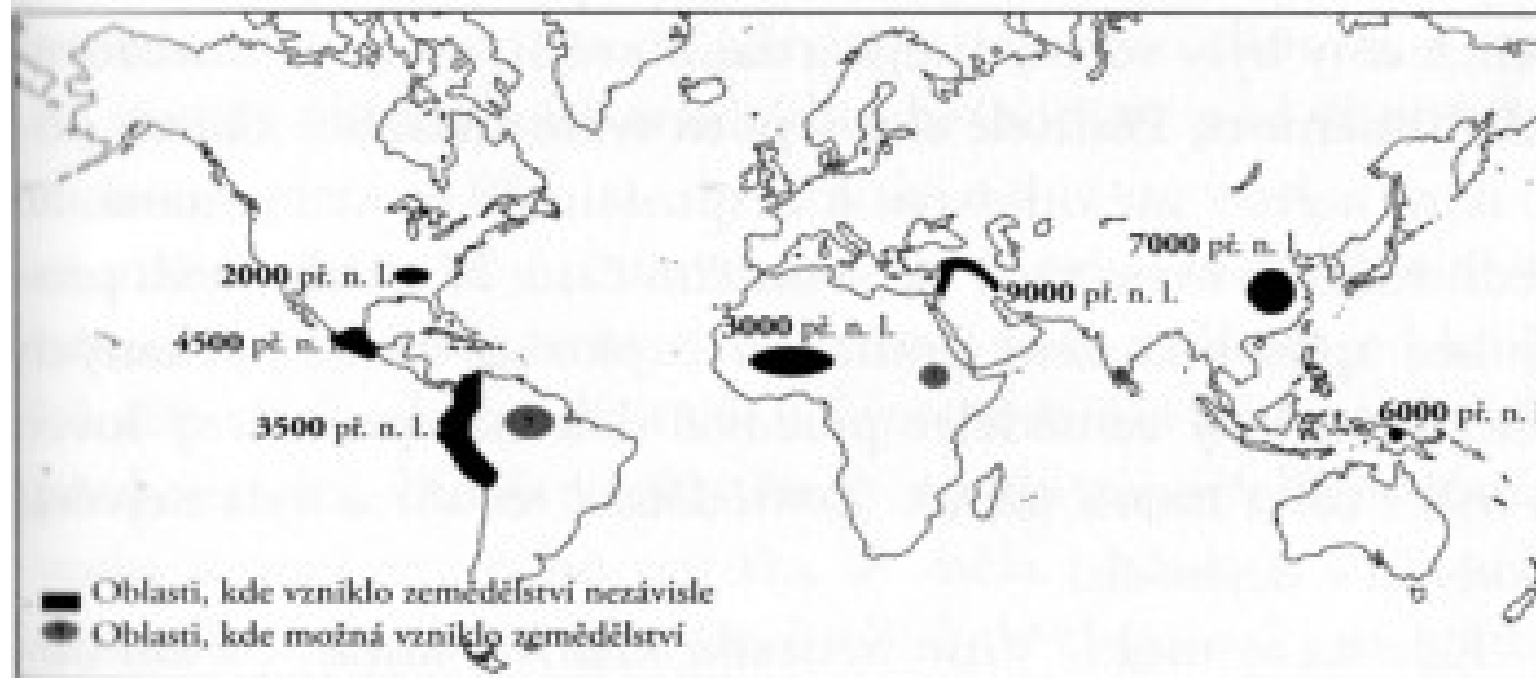 7000 př. n. l.
2000 př. n. l.
9000 př. n. l.
3000 př. n. l.
4500 př. n.
6000 př. n. l
3500 př. n. l.
Oblasti, kde vzniklo zemědělství nezávisle
Oblasti, kde možná vzniklo zemědělství